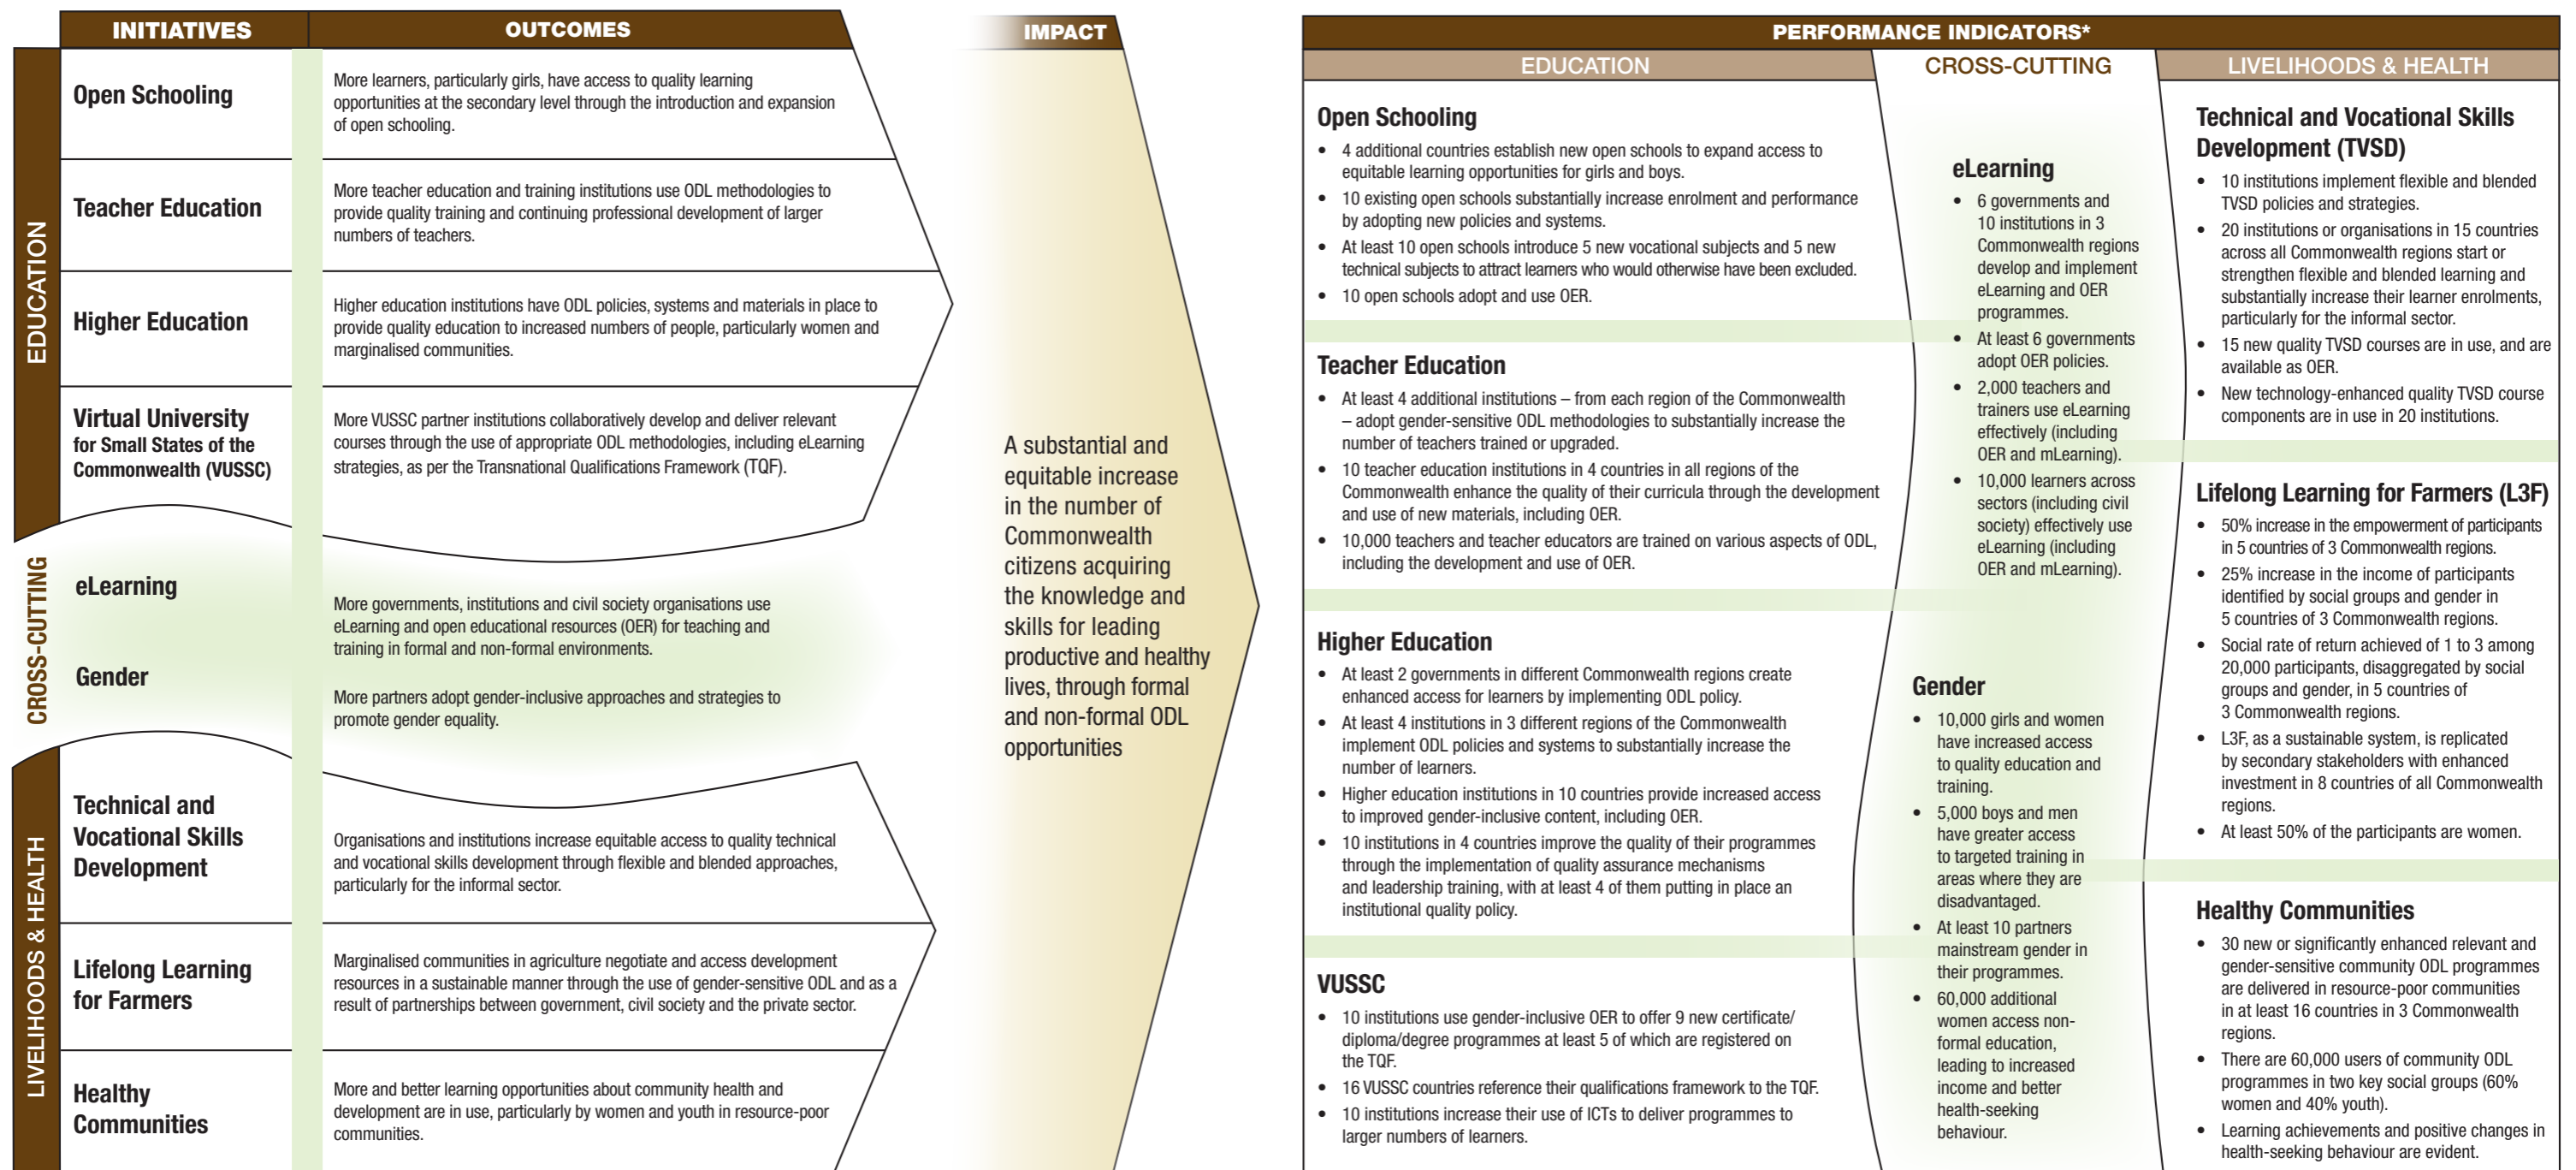 INITIATIVES
OUTCOMES
EDUCATION
Open Schooling
More learners, particularly girls, have access to quality learning
opportunities at the secondary level through the introduction and expansion
of open schooling.
Teacher Education
More teacher education and training institutions use ODL methodologies to
provide quality training and continuing professional development of larger
numbers of teachers.
Higher Education
Higher education institutions have ODL policies, systems and materials in place to
provide quality education to increased numbers of people, particularly women and
marginalised communities.
Virtual University
for Small States of the
Commonwealth (VUSSC)
More VUSSC partner institutions collaboratively develop and deliver relevant
courses through the use of appropriate ODL methodologies, including eLearning
strategies, as per the Transnational Qualifications Framework (TQF).
CROSS-CUTTING
eLearning
More governments, institutions and civil society organisations use
eLearning and open educational resources (OER) for teaching and
training in formal and non-formal environments.
Gender
More partners adopt gender-inclusive approaches and strategies to
promote gender equality.
LIVELIHOODS & HEALTH
Technical and
Vocational Skills
Development
Organisations and institutions increase equitable access to quality technical
and vocational skills development through flexible and blended approaches,
particularly for the informal sector.
Lifelong Learning
for Farmers
Marginalised communities in agriculture negotiate and access development
resources in a sustainable manner through the use of gender-sensitive ODL and as a
result of partnerships between government, civil society and the private sector.
Healthy
Communities
More and better learning opportunities about community health and
development are in use, particularly by women and youth in resource-poor
communities.
IMPACT
A substantial and
equitable increase
in the number of
Commonwealth
citizens acquiring
the knowledge and
skills for leading
productive and healthy
lives, through formal
and non-formal ODL
opportunities
PERFORMANCE INDICATORS*
EDUCATION
Open Schooling
• 4 additional countries establish new open schools to expand access to
equitable learning opportunities for girls and boys.
• 10 existing open schools substantially increase enrolment and performance
by adopting new policies and systems.
• At least 10 open schools introduce 5 new vocational subjects and 5 new
technical subjects to attract learners who would otherwise have been excluded.
• 10 open schools adopt and use OER.
Teacher Education
• At least 4 additional institutions – from each region of the Commonwealth
– adopt gender-sensitive ODL methodologies to substantially increase the
number of teachers trained or upgraded.
• 10 teacher education institutions in 4 countries in all regions of the
Commonwealth enhance the quality of their curricula through the development
and use of new materials, including OER.
• 10,000 teachers and teacher educators are trained on various aspects of ODL,
including the development and use of OER.
Higher Education
• At least 2 governments in different Commonwealth regions create
enhanced access for learners by implementing ODL policy.
• At least 4 institutions in 3 different regions of the Commonwealth
implement ODL policies and systems to substantially increase the
number of learners.
• Higher education institutions in 10 countries provide increased access
to improved gender-inclusive content, including OER.
• 10 institutions in 4 countries improve the quality of their programmes
through the implementation of quality assurance mechanisms
and leadership training, with at least 4 of them putting in place an
institutional quality policy.
VUSSC
• 10 institutions use gender-inclusive OER to offer 9 new certificate/
diploma/degree programmes at least 5 of which are registered on
the TQF.
• 16 VUSSC countries reference their qualifications framework to the TQF.
• 10 institutions increase their use of ICTs to deliver programmes to
larger numbers of learners.
CROSS-CUTTING
eLearning
• 6 governments and
10 institutions in 3
Commonwealth regions
develop and implement
eLearning and OER
programmes.
• At least 6 governments
adopt OER policies.
• 2,000 teachers and
trainers use eLearning
effectively (including
OER and mLearning).
• 10,000 learners across
sectors (including civil
society) effectively use
eLearning (including
OER and mLearning).
Gender
• 10,000 girls and women
have increased access
to quality education and
training.
• 5,000 boys and men
have greater access
to targeted training in
areas where they are
disadvantaged.
• At least 10 partners
mainstream gender in
their programmes.
• 60,000 additional
women access non-
formal education,
leading to increased
income and better
health-seeking
behaviour.
LIVELIHOODS & HEALTH
Technical and Vocational Skills
Development (TVSD)
• 10 institutions implement flexible and blended
TVSD policies and strategies.
• 20 institutions or organisations in 15 countries
across all Commonwealth regions start or
strengthen flexible and blended learning and
substantially increase their learner enrolments,
particularly for the informal sector.
• 15 new quality TVSD courses are in use, and are
available as OER.
• New technology-enhanced quality TVSD course
components are in use in 20 institutions.
Lifelong Learning for Farmers (L3F)
• 50% increase in the empowerment of participants
in 5 countries of 3 Commonwealth regions.
• 25% increase in the income of participants
identified by social groups and gender in
5 countries of 3 Commonwealth regions.
• Social rate of return achieved of 1 to 3 among
20,000 participants, disaggregated by social
groups and gender, in 5 countries of
3 Commonwealth regions.
• L3F, as a sustainable system, is replicated
by secondary stakeholders with enhanced
investment in 8 countries of all Commonwealth
regions.
• At least 50% of the participants are women.
Healthy Communities
• 30 new or significantly enhanced relevant and
gender-sensitive community ODL programmes
are delivered in resource-poor communities
in at least 16 countries in 3 Commonwealth
regions.
• There are 60,000 users of community ODL
programmes in two key social groups (60%
women and 40% youth).
• Learning achievements and positive changes in
health-seeking behaviour are evident.